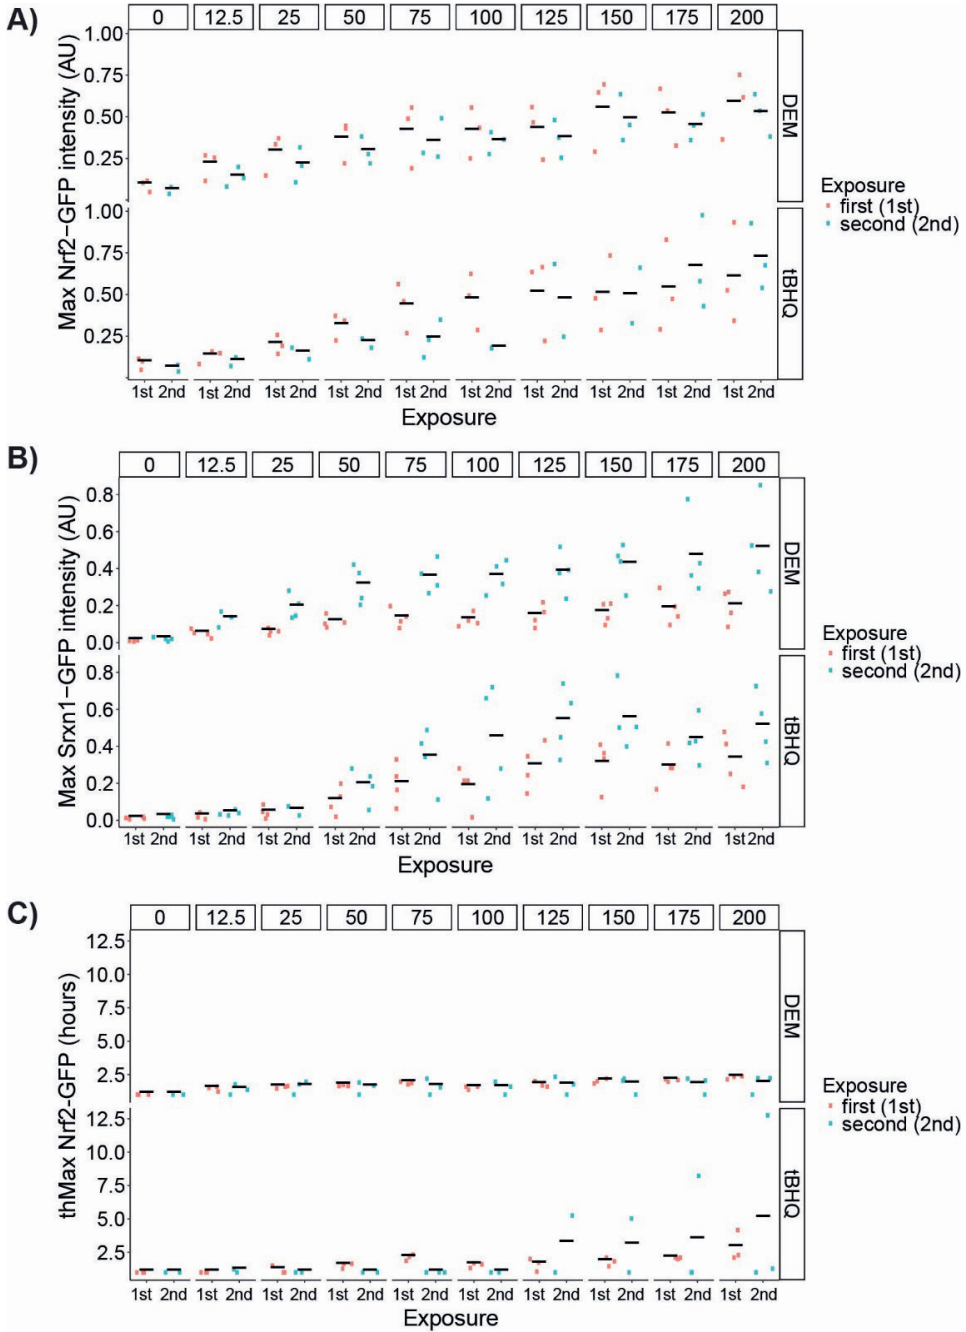 A)
0 12.5 25 50 75 100 125 150 175 200
Max Nrf2−GFP intensity (AU)
1.00
0.75
0.50
0.25
DEM
1.00
0.75
0.50
0.25
tBHQ
1st 2nd 1st 2nd 1st 2nd 1st 2nd 1st 2nd 1st 2nd 1st 2nd 1st 2nd 1st 2nd 1st 2nd
Exposure
Exposure
first (1st)
second (2nd)
B)
0 12.5 25 50 75 100 125 150 175 200
Max Srxn1−GFP intensity (AU)
0.8
0.6
0.4
0.2
0.0
DEM
0.8
0.6
0.4
0.2
0.0
tBHQ
1st 2nd 1st 2nd 1st 2nd 1st 2nd 1st 2nd 1st 2nd 1st 2nd 1st 2nd 1st 2nd 1st 2nd
Exposure
Exposure
first (1st)
second (2nd)
C)
0 12.5 25 50 75 100 125 150 175 200
thMax Nrf2-GFP (hours)
12.5
10.0
7.5
5.0
2.5
DEM
12.5
10.0
7.5
5.0
2.5
tBHQ
1st 2nd 1st 2nd 1st 2nd 1st 2nd 1st 2nd 1st 2nd 1st 2nd 1st 2nd 1st 2nd 1st 2nd
Exposure
Exposure
first (1st)
second (2nd)